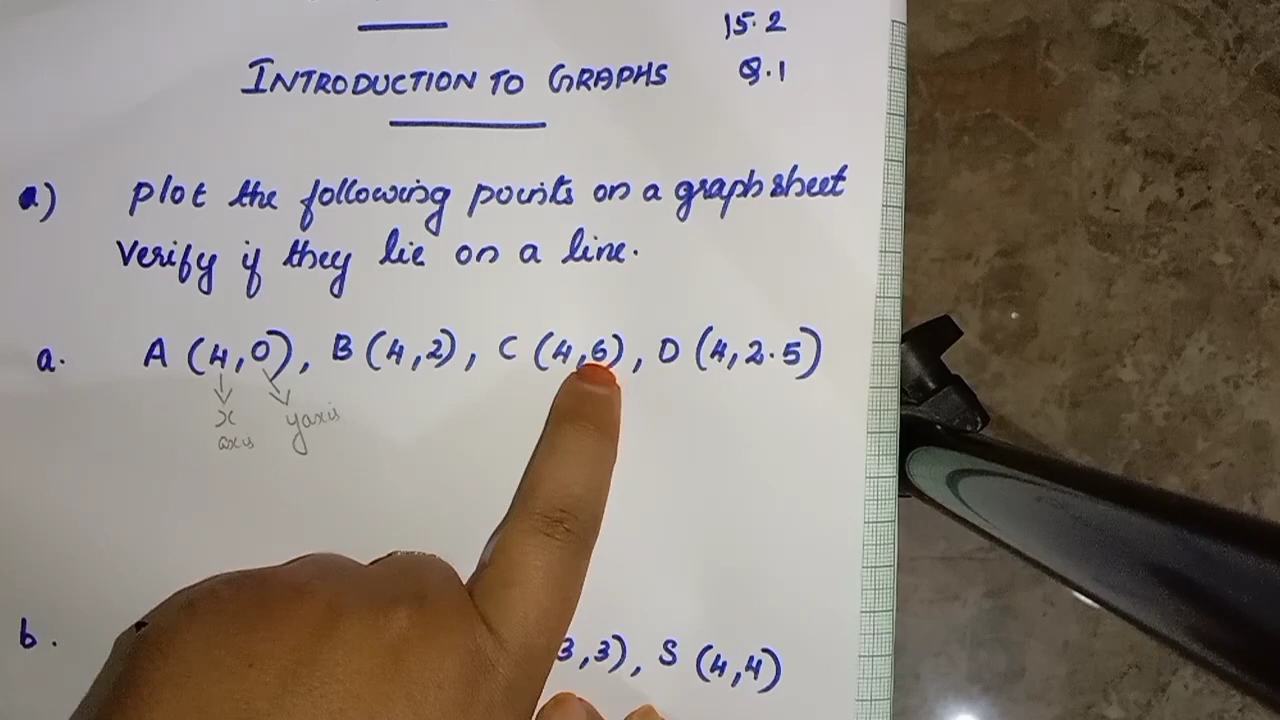 15.2
INTRODUCTION TO GRAPHS Q.1
a) plot the following points on a graph sheet
Verify if they lie on a line.
a. A (4,0), B (4,2), C (4,6), D (4,2.5)
x axis
y axis
b. 3,3), S (4,4)